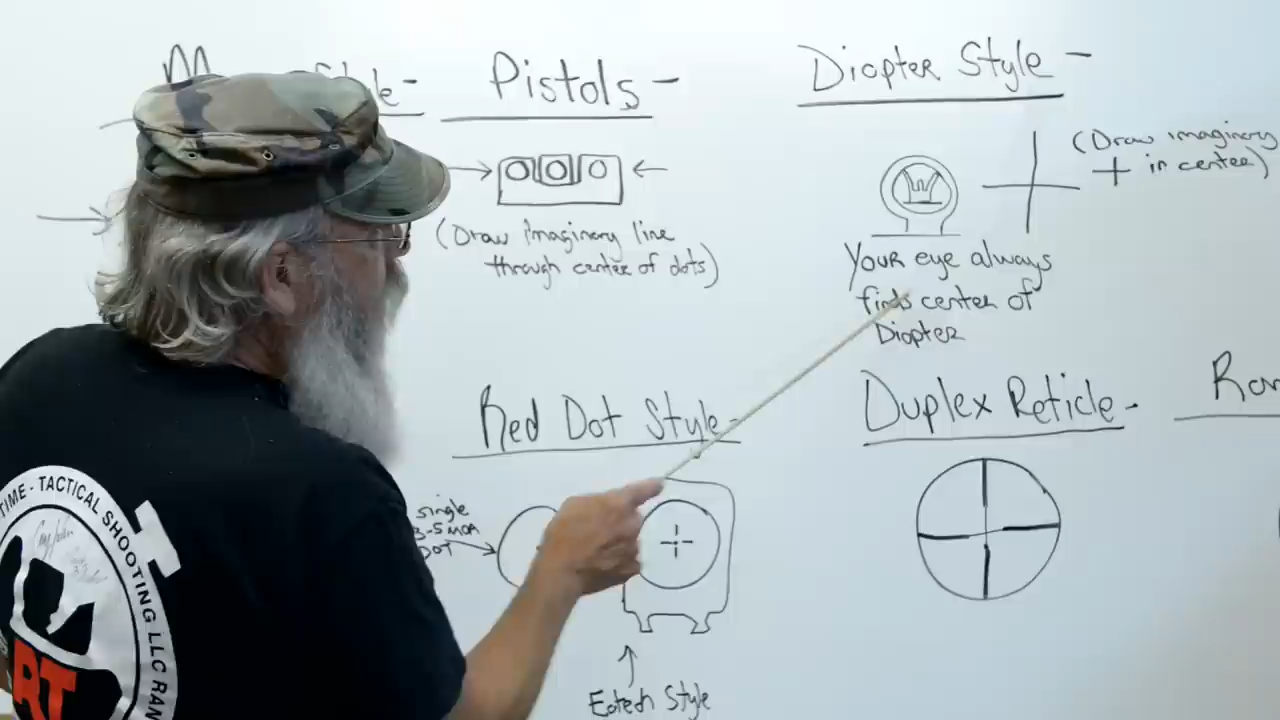 Pistols-
(Draw imaginary line
through center of dots)
Diopter Style-
(Draw imaginary
+ in center)
Your eye always
finds center of
Diopter
Red Dot Style-
single
3-5 MOA
DOT
Eotech Style
Duplex Reticle-
TIME - TACTICAL SHOOTING LLC RAN
RT